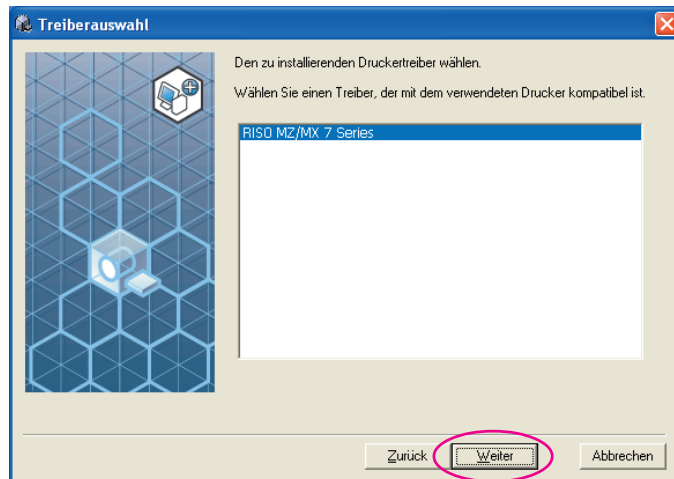 Treiberauswahl
Den zu installierenden Druckertreiber wählen.
Wählen Sie einen Treiber, der mit dem verwendeten Drucker kompatibel ist.
RISO MZ/MX 7 Series
Zurück Weiter Abbrechen